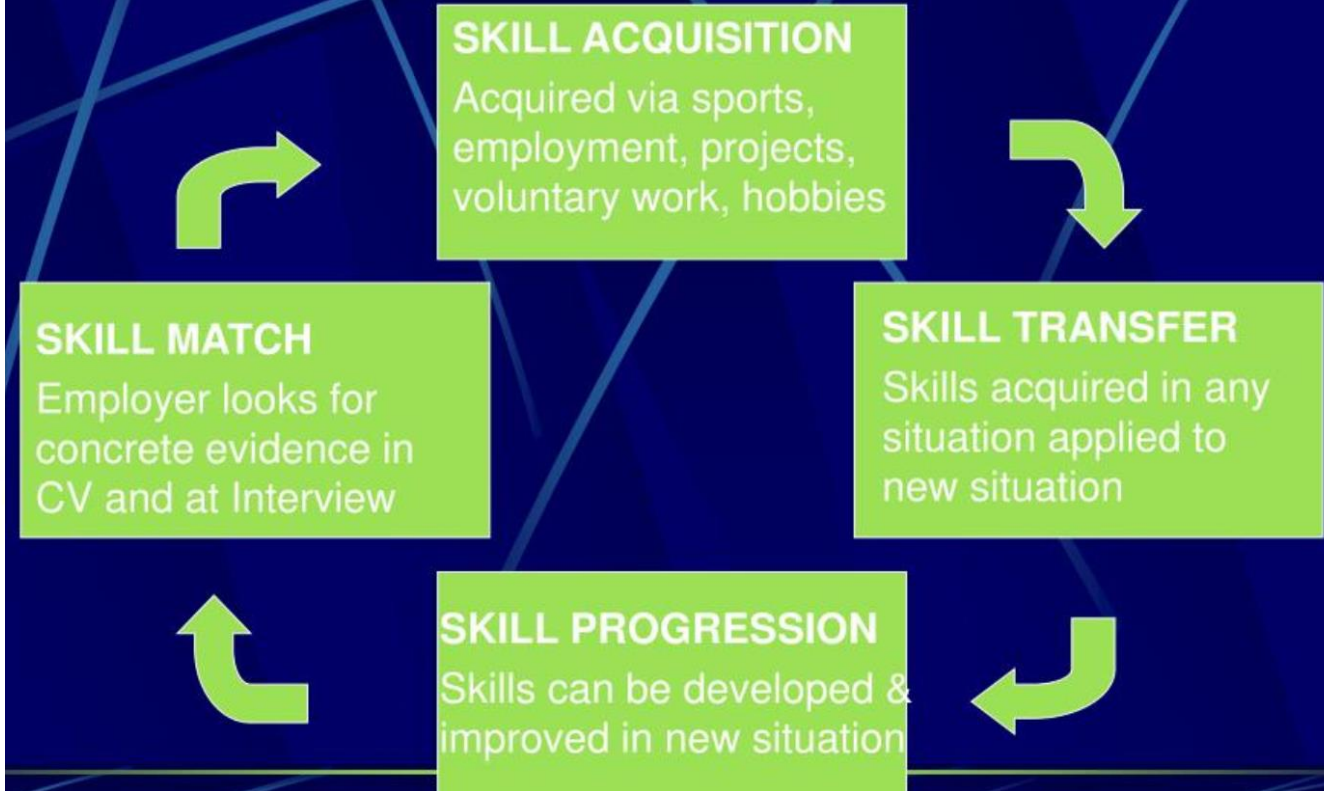 SKILL ACQUISITION
Acquired via sports,
employment, projects,
voluntary work, hobbies
SKILL TRANSFER
Skills acquired in any
situation applied to
new situation
SKILL PROGRESSION
Skills can be developed &
improved in new situation
SKILL MATCH
Employer looks for
concrete evidence in
CV and at Interview